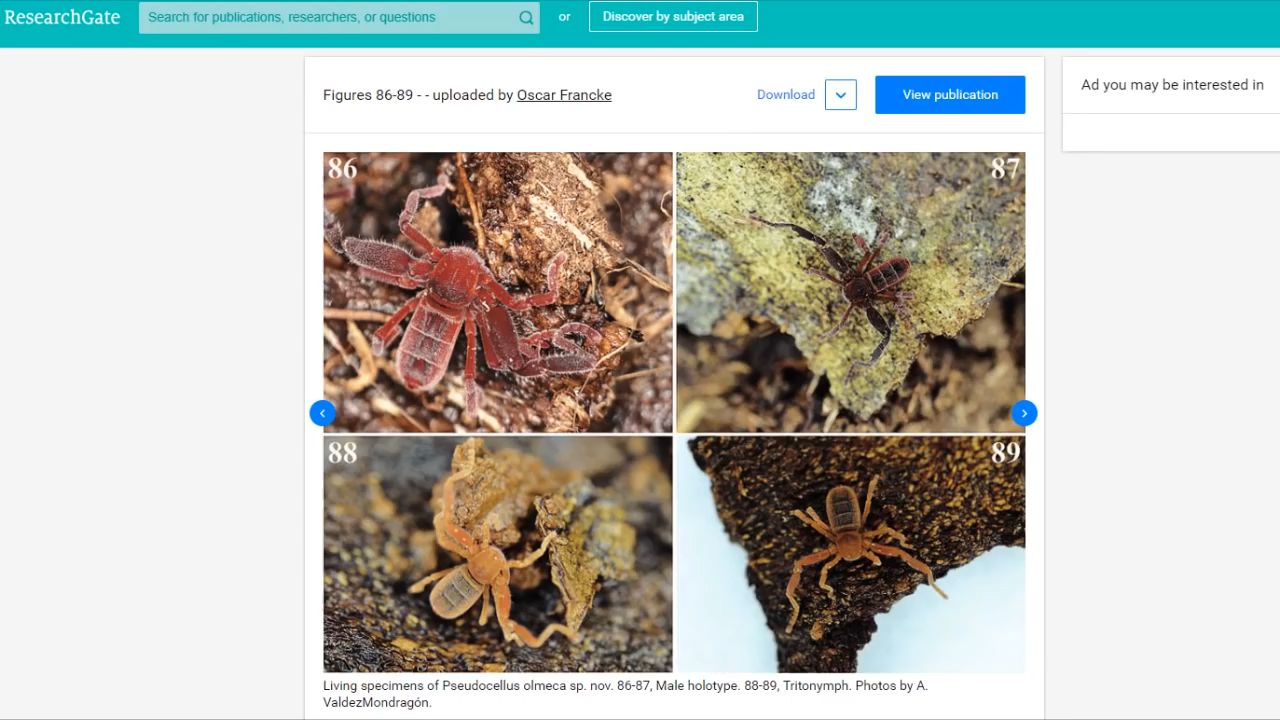 ResearchGate
Search for publications, researchers, or questions
or
Discover by subject area
Figures 86-89 - - uploaded by Oscar Francke
Download
View publication
Ad you may be interested in
86
87
88
89
Living specimens of Pseudocellus olmeca sp. nov. 86-87, Male holotype. 88-89, Tritonymph. Photos by A.
ValdezMondragón.